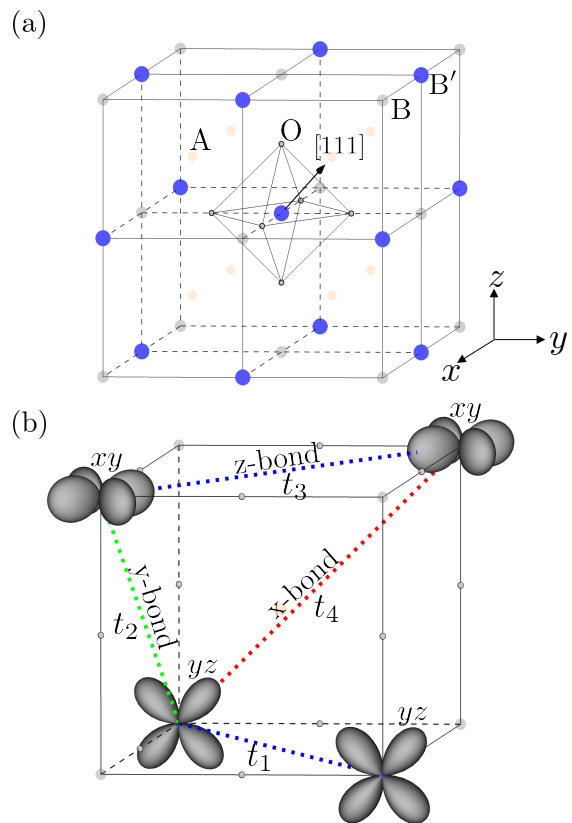 (a)
B′
B
A
O
[111]
z
y
x
(b)
xy
xy
z-bond
t₃
y-bond
x-bond
t₂
t₄
yz
yz
t₁